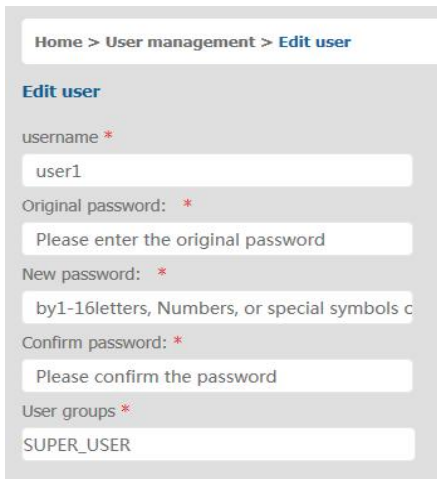 Home > User management > Edit user
Edit user
username *
user1
Original password: *
Please enter the original password
New password: *
by1-16letters, Numbers, or special symbols c
Confirm password: *
Please confirm the password
User groups *
SUPER_USER